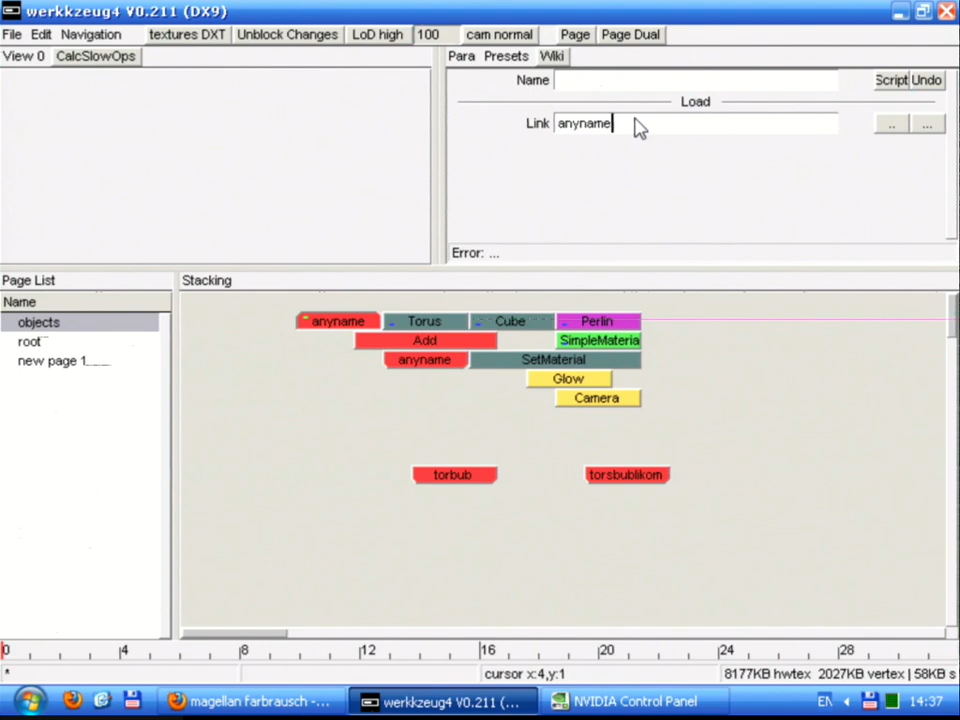 werkkzeug4 V0.211 (DX9)
File Edit Navigation textures DXT Unblock Changes LoD high 100 cam normal Page Page Dual
View 0 CalcSlowOps
Para Presets Wiki
Name Script Undo
Load
Link anyname .. ...
Error: ...
Page List
Stacking
Name
objects
root
new page 1
anyname Torus Cube Perlin
Add SimpleMateria
anyname SetMaterial
Glow
Camera
torbub torsbublikom
0 4 8 12 16 20 24 28
* cursor x:4,y:1 8177KB hwtex 2027KB vertex | 58KB s
magellan farbrausch -... werkkzeug4 V0.211 (... NVIDIA Control Panel EN 14:37